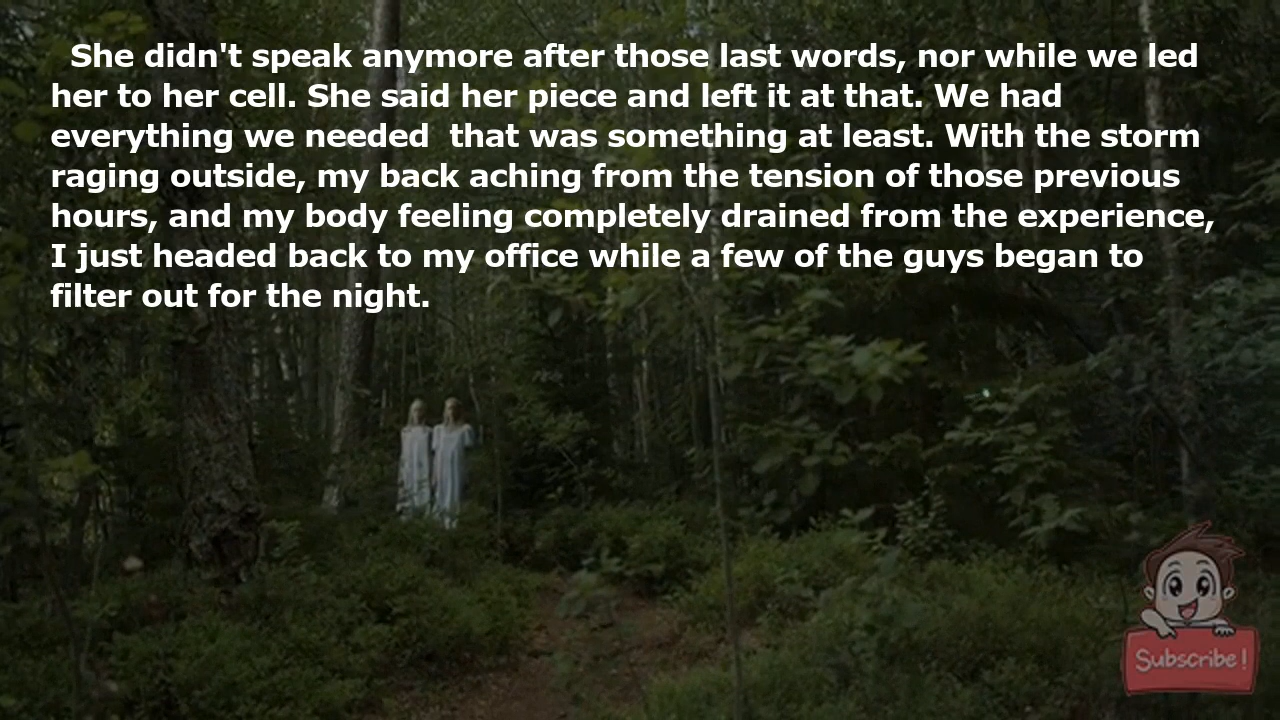 She didn't speak anymore after those last words, nor while we led
her to her cell. She said her piece and left it at that. We had
everything we needed  that was something at least. With the storm
raging outside, my back aching from the tension of those previous
hours, and my body feeling completely drained from the experience,
I just headed back to my office while a few of the guys began to
filter out for the night.
Subscribe!